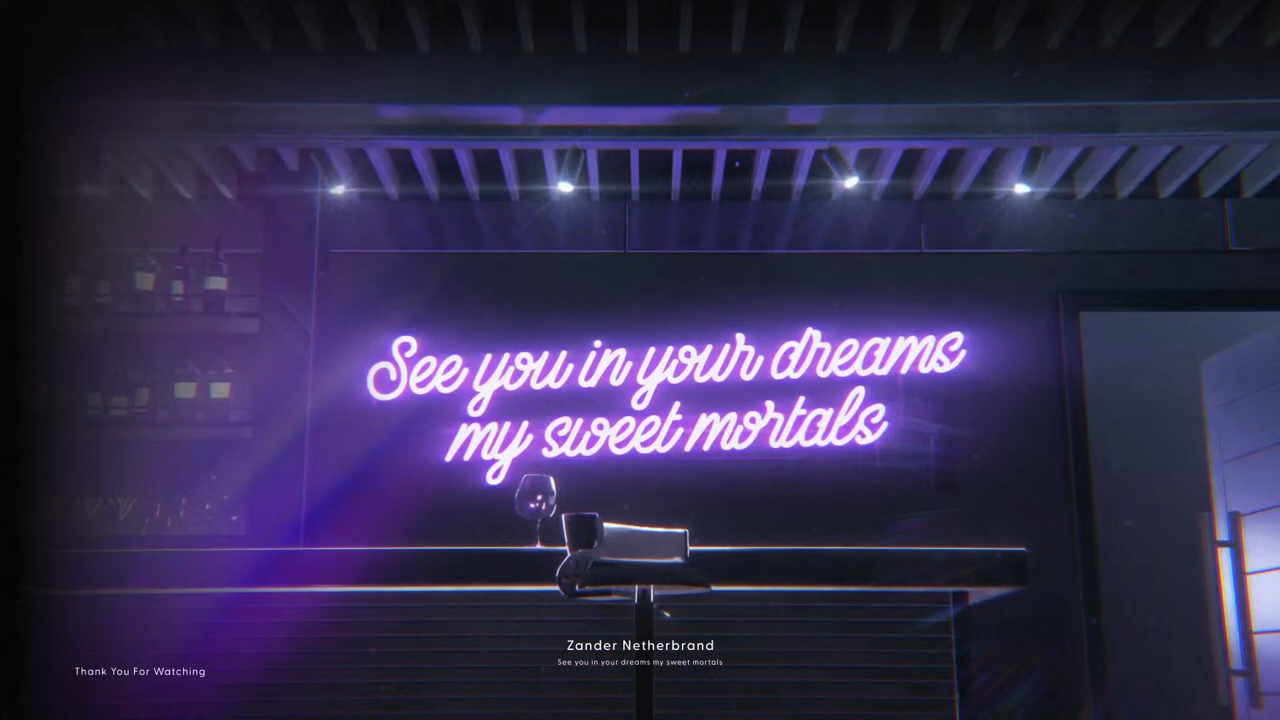 See you in your dreams
my sweet mortals
Zander Netherbrand
See you in your dreams my sweet mortals
Thank You For Watching